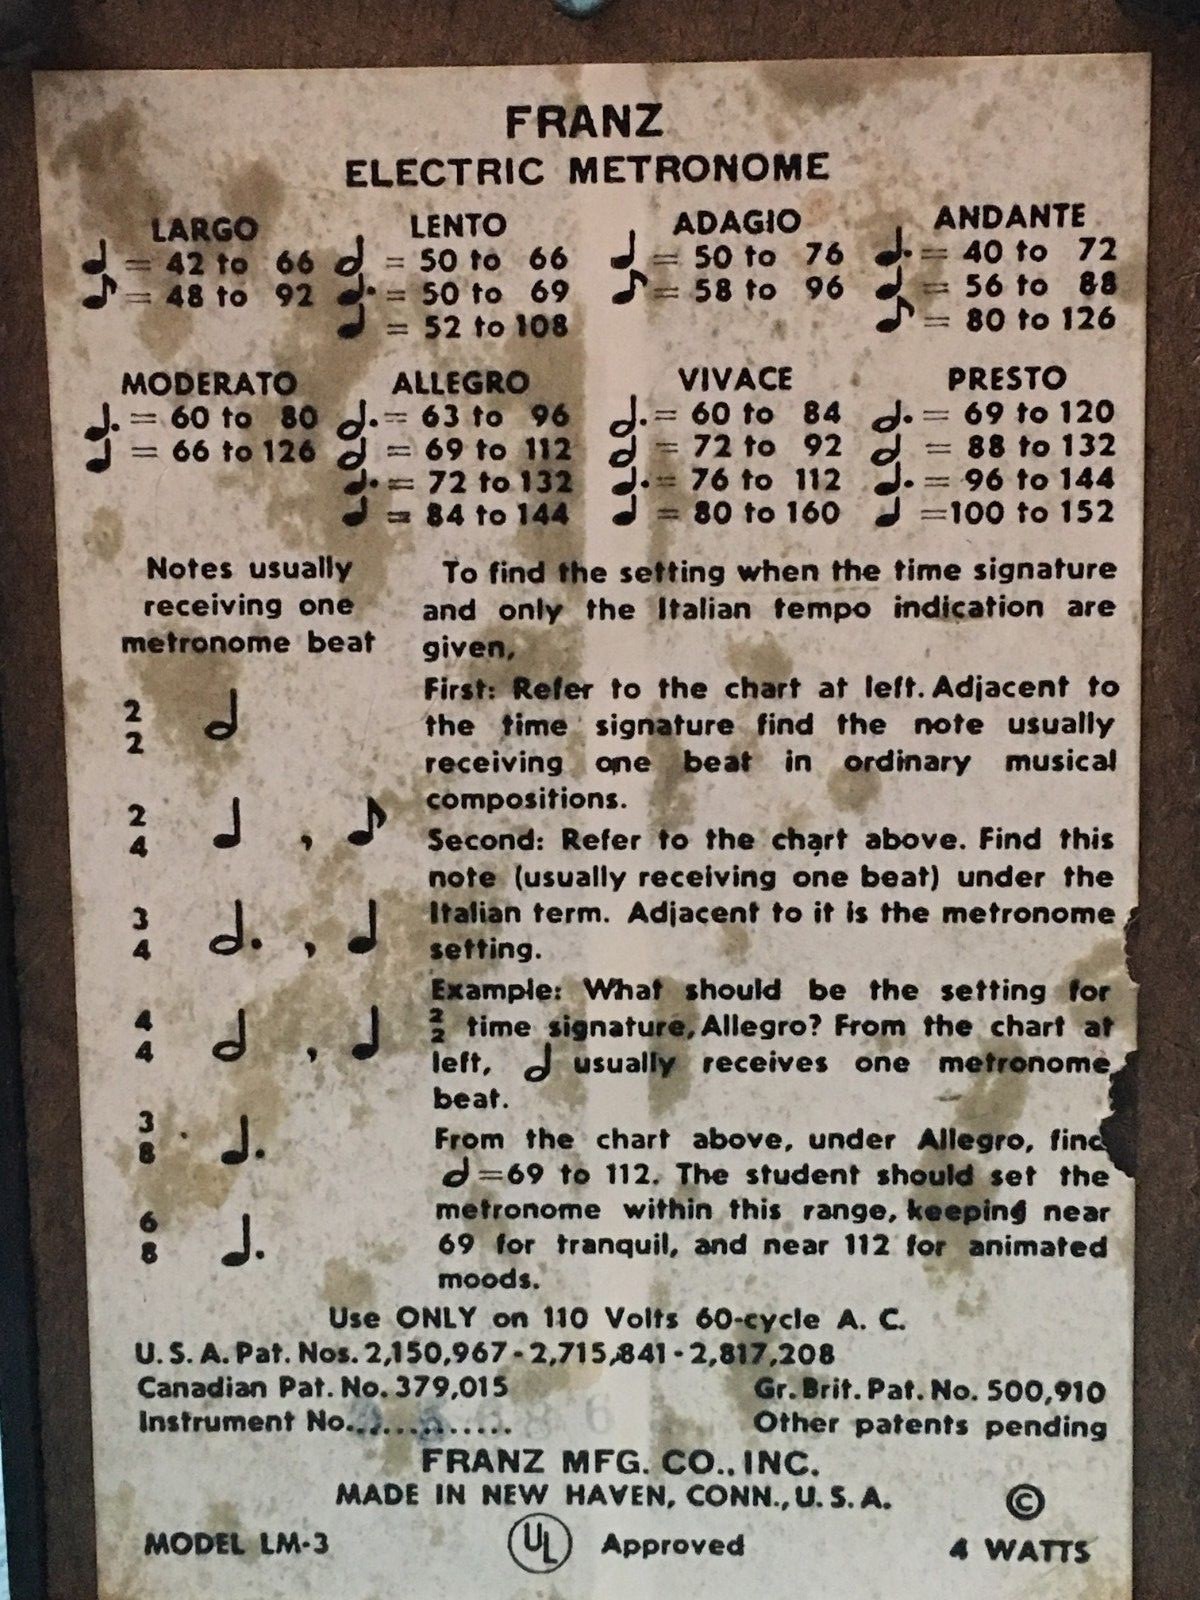 FRANZ
ELECTRIC METRONOME
LARGO LENTO ADAGIO ANDANTE
♩ = 42 to 66 𝅗𝅥 = 50 to 66 ♩ = 50 to 76 ♩. = 40 to 72
♪ = 48 to 92 ♩. = 50 to 69 ♪ = 58 to 96 ♩ = 56 to 88
♩ = 52 to 108 ♪ = 80 to 126
MODERATO ALLEGRO VIVACE PRESTO
♩. = 60 to 80 𝅗𝅥. = 63 to 96 𝅗𝅥. = 60 to 84 𝅗𝅥. = 69 to 120
♩ = 66 to 126 𝅗𝅥 = 69 to 112 𝅗𝅥 = 72 to 92 𝅗𝅥 = 88 to 132
♩. = 72 to 132 ♩. = 76 to 112 ♩. = 96 to 144
♩ = 84 to 144 ♩ = 80 to 160 ♩ =100 to 152
Notes usually
receiving one
metronome beat
2
2 𝅗𝅥
2
4 ♩ , ♪
3
4 𝅗𝅥. , ♩
4
4 𝅗𝅥 , ♩
3
8 ♩.
6
8 ♩.
To find the setting when the time signature
and only the Italian tempo indication are
given,
First: Refer to the chart at left. Adjacent to
the time signature find the note usually
receiving one beat in ordinary musical
compositions.
Second: Refer to the chart above. Find this
note (usually receiving one beat) under the
Italian term. Adjacent to it is the metronome
setting.
Example: What should be the setting for
2/2 time signature, Allegro? From the chart at
left, 𝅗𝅥 usually receives one metronome
beat.
From the chart above, under Allegro, find
𝅗𝅥 =69 to 112. The student should set the
metronome within this range, keeping near
69 for tranquil, and near 112 for animated
moods.
Use ONLY on 110 Volts 60-cycle A. C.
U. S. A. Pat. Nos. 2,150,967 - 2,715,841 - 2,817,208
Canadian Pat. No. 379,015 Gr. Brit. Pat. No. 500,910
Instrument No............. Other patents pending
FRANZ MFG. CO., INC.
MADE IN NEW HAVEN, CONN., U. S. A. ©
MODEL LM-3 UL Approved 4 WATTS